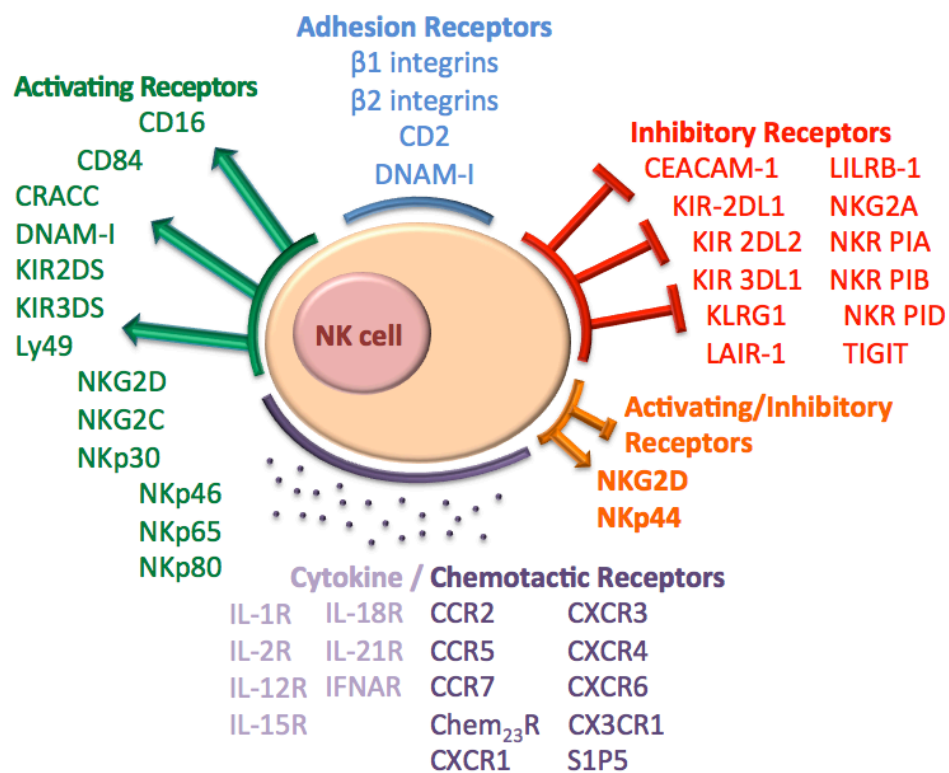 Adhesion Receptors
β1 integrins
β2 integrins
CD2
DNAM-I
Activating Receptors
CD16
CD84
CRACC
DNAM-I
KIR2DS
KIR3DS
Ly49
NKG2D
NKG2C
NKp30
NKp46
NKp65
NKp80
NK cell
Inhibitory Receptors
CEACAM-1 LILRB-1
KIR-2DL1 NKG2A
KIR 2DL2 NKR PIA
KIR 3DL1 NKR PIB
KLRG1 NKR PID
LAIR-1 TIGIT
Activating/Inhibitory
Receptors
NKG2D
NKp44
Cytokine / Chemotactic Receptors
IL-1R IL-18R CCR2 CXCR3
IL-2R IL-21R CCR5 CXCR4
IL-12R IFNAR CCR7 CXCR6
IL-15R Chem₂₃R CX3CR1
CXCR1 S1P5